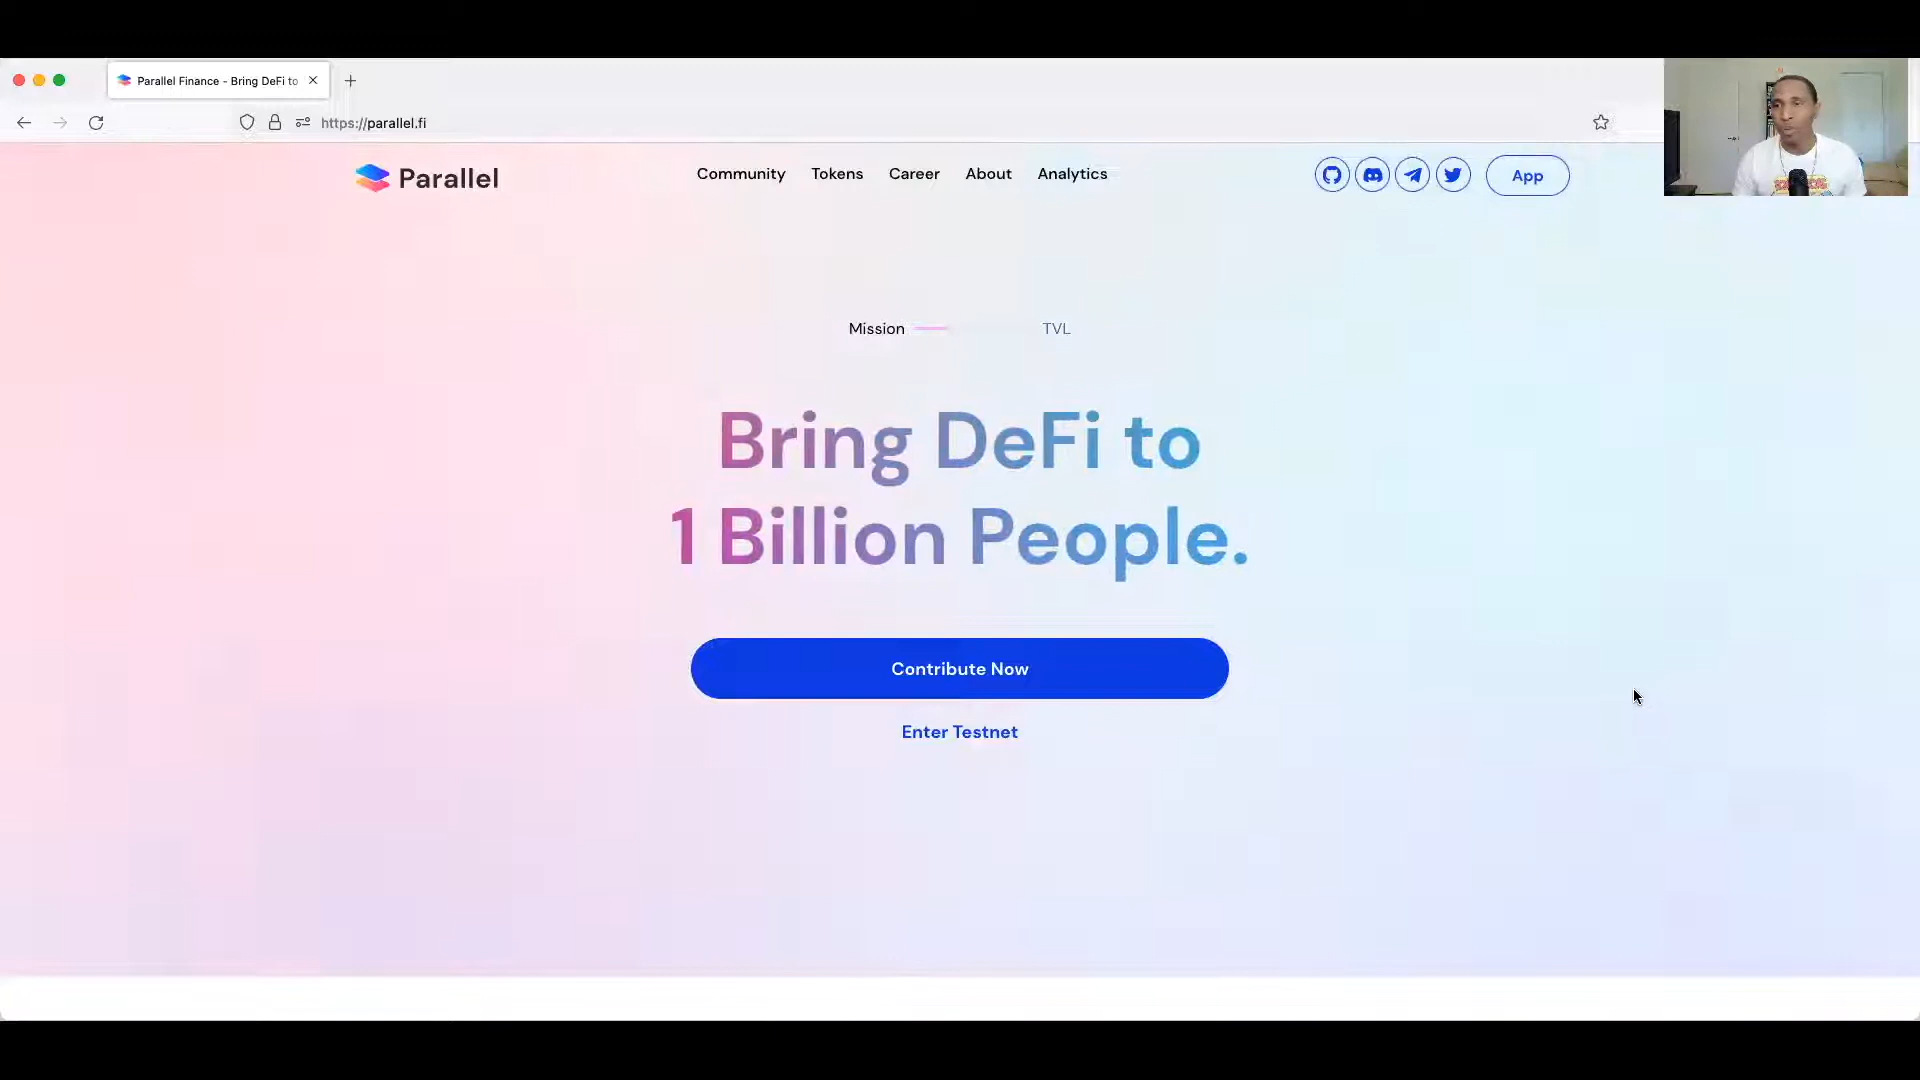 Parallel Finance - Bring DeFi to
https://parallel.fi
Parallel
Community
Tokens
Career
About
Analytics
App
Mission
TVL
Bring DeFi to
1 Billion People.
Contribute Now
Enter Testnet